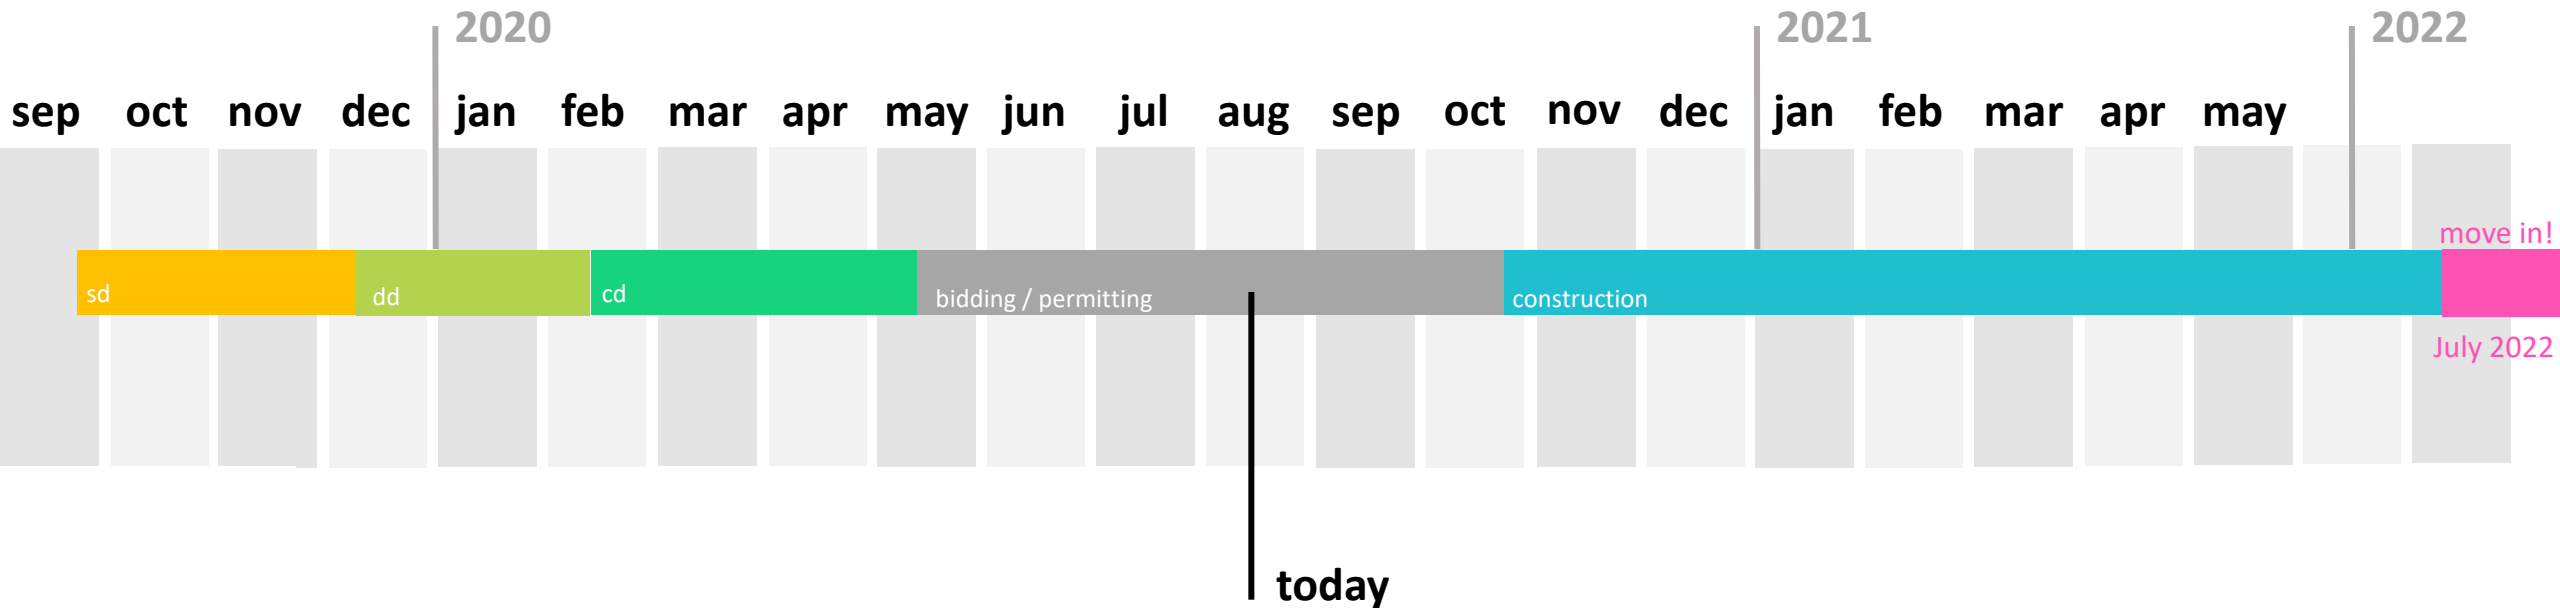 2020 2021 2022
sep oct nov dec jan feb mar apr may jun jul aug sep oct nov dec jan feb mar apr may
move in!
sd dd cd bidding / permitting construction
July 2022
today